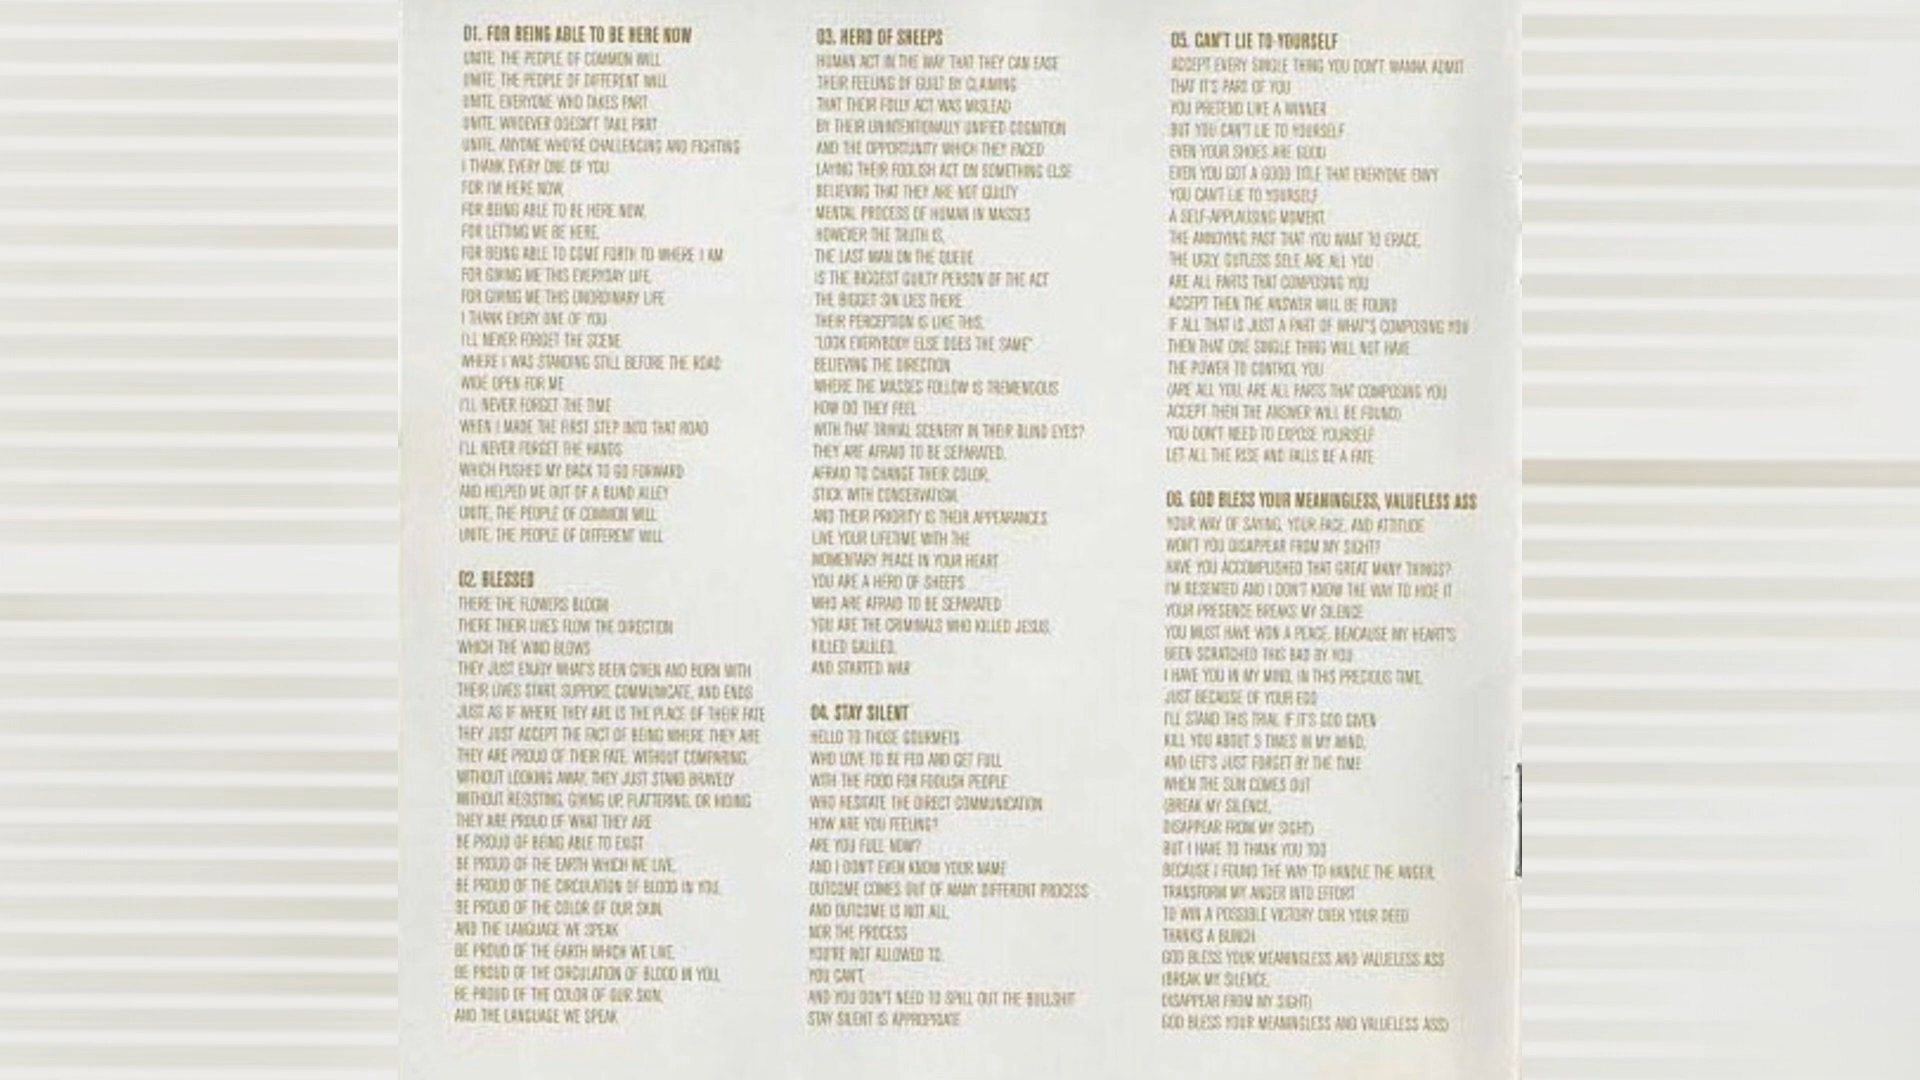 01. FOR BEING ABLE TO BE HERE NOW
UNITE, THE PEOPLE OF COMMON WILL
UNITE, THE PEOPLE OF DIFFERENT WILL
UNITE, EVERYONE WHO TAKES PART
UNITE, WHOEVER DOESN'T TAKE PART
UNITE, ANYONE WHO'RE CHALLENGING AND FIGHTING
I THANK EVERY ONE OF YOU
FOR I'M HERE NOW,
FOR BEING ABLE TO BE HERE NOW,
FOR LETTING ME BE HERE,
FOR BEING ABLE TO COME FORTH TO WHERE I AM
FOR GIVING ME THIS EVERYDAY LIFE,
FOR GIVING ME THIS UNORDINARY LIFE
I THANK EVERY ONE OF YOU
I'LL NEVER FORGET THE SCENE
WHERE I WAS STANDING STILL BEFORE THE ROAD
WIDE OPEN FOR ME
I'LL NEVER FORGET THE TIME
WHEN I MADE THE FIRST STEP INTO THAT ROAD
I'LL NEVER FORGET THE HANDS
WHICH PUSHED MY BACK TO GO FORWARD
AND HELPED ME OUT OF A BLIND ALLEY
UNITE, THE PEOPLE OF COMMON WILL
UNITE, THE PEOPLE OF DIFFERENT WILL
02. BLESSED
THERE THE FLOWERS BLOOM
THERE THEIR LIVES FLOW THE DIRECTION
WHICH THE WIND BLOWS
THEY JUST ENJOY WHAT'S BEEN GIVEN AND BORN WITH
THEIR LIVES START, SUPPORT, COMMUNICATE, AND ENDS
JUST AS IF WHERE THEY ARE IS THE PLACE OF THEIR FATE
THEY JUST ACCEPT THE FACT OF BEING WHERE THEY ARE
THEY ARE PROUD OF THEIR FATE, WITHOUT COMPARING,
WITHOUT LOOKING AWAY, THEY JUST STAND BRAVELY
WITHOUT RESISTING, GIVING UP, FLATTERING, OR HIDING
THEY ARE PROUD OF WHAT THEY ARE
BE PROUD OF BEING ABLE TO EXIST
BE PROUD OF THE EARTH WHICH WE LIVE,
BE PROUD OF THE CIRCULATION OF BLOOD IN YOU,
BE PROUD OF THE COLOR OF OUR SKIN,
AND THE LANGUAGE WE SPEAK
BE PROUD OF THE EARTH WHICH WE LIVE,
BE PROUD OF THE CIRCULATION OF BLOOD IN YOU,
BE PROUD OF THE COLOR OF OUR SKIN,
AND THE LANGUAGE WE SPEAK
03. HERD OF SHEEPS
HUMAN ACT IN THE WAY THAT THEY CAN EASE
THEIR FEELING OF GUILT BY CLAIMING
THAT THEIR FOLLY ACT WAS MISLEAD
BY THEIR UNINTENTIONALLY UNIFIED COGNITION
AND THE OPPORTUNITY WHICH THEY FACED
LAYING THEIR FOOLISH ACT ON SOMETHING ELSE
BELIEVING THAT THEY ARE NOT GUILTY
MENTAL PROCESS OF HUMAN IN MASSES
HOWEVER THE TRUTH IS,
THE LAST MAN ON THE QUEUE
IS THE BIGGEST GUILTY PERSON OF THE ACT
THE BIGGET SIN LIES THERE
THEIR PERCEPTION IS LIKE THIS,
"LOOK EVERYBODY ELSE DOES THE SAME"
BELIEVING THE DIRECTION
WHERE THE MASSES FOLLOW IS TREMENDOUS
HOW DO THEY FEEL
WITH THAT TRIVIAL SCENERY IN THEIR BLIND EYES?
THEY ARE AFRAID TO BE SEPARATED,
AFRAID TO CHANGE THEIR COLOR,
STICK WITH CONSERVATISM,
AND THEIR PRIORITY IS THEIR APPEARANCES
LIVE YOUR LIFETIME WITH THE
MOMENTARY PEACE IN YOUR HEART
YOU ARE A HERD OF SHEEPS
WHO ARE AFRAID TO BE SEPARATED
YOU ARE THE CRIMINALS WHO KILLED JESUS,
KILLED GALILEO,
AND STARTED WAR
04. STAY SILENT
HELLO TO THOSE GOURMETS
WHO LOVE TO BE FED AND GET FULL
WITH THE FOOD FOR FOOLISH PEOPLE
WHO HESITATE THE DIRECT COMMUNICATION
HOW ARE YOU FEELING?
ARE YOU FULL NOW?
AND I DON'T EVEN KNOW YOUR NAME
OUTCOME COMES OUT OF MANY DIFFERENT PROCESS
AND OUTCOME IS NOT ALL,
NOR THE PROCESS
YOU'RE NOT ALLOWED TO,
YOU CAN'T,
AND YOU DON'T NEED TO SPILL OUT THE BULLSHIT
STAY SILENT IS APPROPRIATE
05. CAN'T LIE TO YOURSELF
ACCEPT EVERY SINGLE THING YOU DON'T WANNA ADMIT
THAT IT'S PART OF YOU
YOU PRETEND LIKE A WINNER
BUT YOU CAN'T LIE TO YOURSELF
EVEN YOUR SHOES ARE GOOD
EVEN YOU GOT A GOOD TITLE THAT EVERYONE ENVY
YOU CAN'T LIE TO YOURSELF
A SELF-APPLAUSING MOMENT,
THE ANNOYING PAST THAT YOU WANT TO ERACE,
THE UGLY, GUTLESS SELF ARE ALL YOU
ARE ALL PARTS THAT COMPOSING YOU
ACCEPT THEN THE ANSWER WILL BE FOUND
IF ALL THAT IS JUST A PART OF WHAT'S COMPOSING YOU
THEN THAT ONE SINGLE THING WILL NOT HAVE
THE POWER TO CONTROL YOU
(ARE ALL YOU, ARE ALL PARTS THAT COMPOSING YOU
ACCEPT THEN THE ANSWER WILL BE FOUND)
YOU DON'T NEED TO EXPOSE YOURSELF
LET ALL THE RISE AND FALLS BE A FATE
06. GOD BLESS YOUR MEANINGLESS, VALUELESS ASS
YOUR WAY OF SAYING, YOUR FACE, AND ATTITUDE
WON'T YOU DISAPPEAR FROM MY SIGHT?
HAVE YOU ACCOMPLISHED THAT GREAT MANY THINGS?
I'M RESENTED AND I DON'T KNOW THE WAY TO HIDE IT
YOUR PRESENCE BREAKS MY SILENCE
YOU MUST HAVE WON A PEACE, BEACAUSE MY HEART'S
BEEN SCRATCHED THIS BAD BY YOU
I HAVE YOU IN MY MIND, IN THIS PRECIOUS TIME,
JUST BECAUSE OF YOUR EGO
I'LL STAND THIS TRIAL IF IT'S GOD GIVEN
KILL YOU ABOUT 5 TIMES IN MY MIND,
AND LET'S JUST FORGET BY THE TIME
WHEN THE SUN COMES OUT
(BREAK MY SILENCE,
DISAPPEAR FROM MY SIGHT)
BUT I HAVE TO THANK YOU TOO
BECAUSE I FOUND THE WAY TO HANDLE THE ANGER,
TRANSFORM MY ANGER INTO EFFORT
TO WIN A POSSIBLE VICTORY OVER YOUR DEED
THANKS A BUNCH
GOD BLESS YOUR MEANINGLESS AND VALUELESS ASS
(BREAK MY SILENCE,
DISAPPEAR FROM MY SIGHT)
GOD BLESS YOUR MEANINGLESS AND VALUELESS ASS)